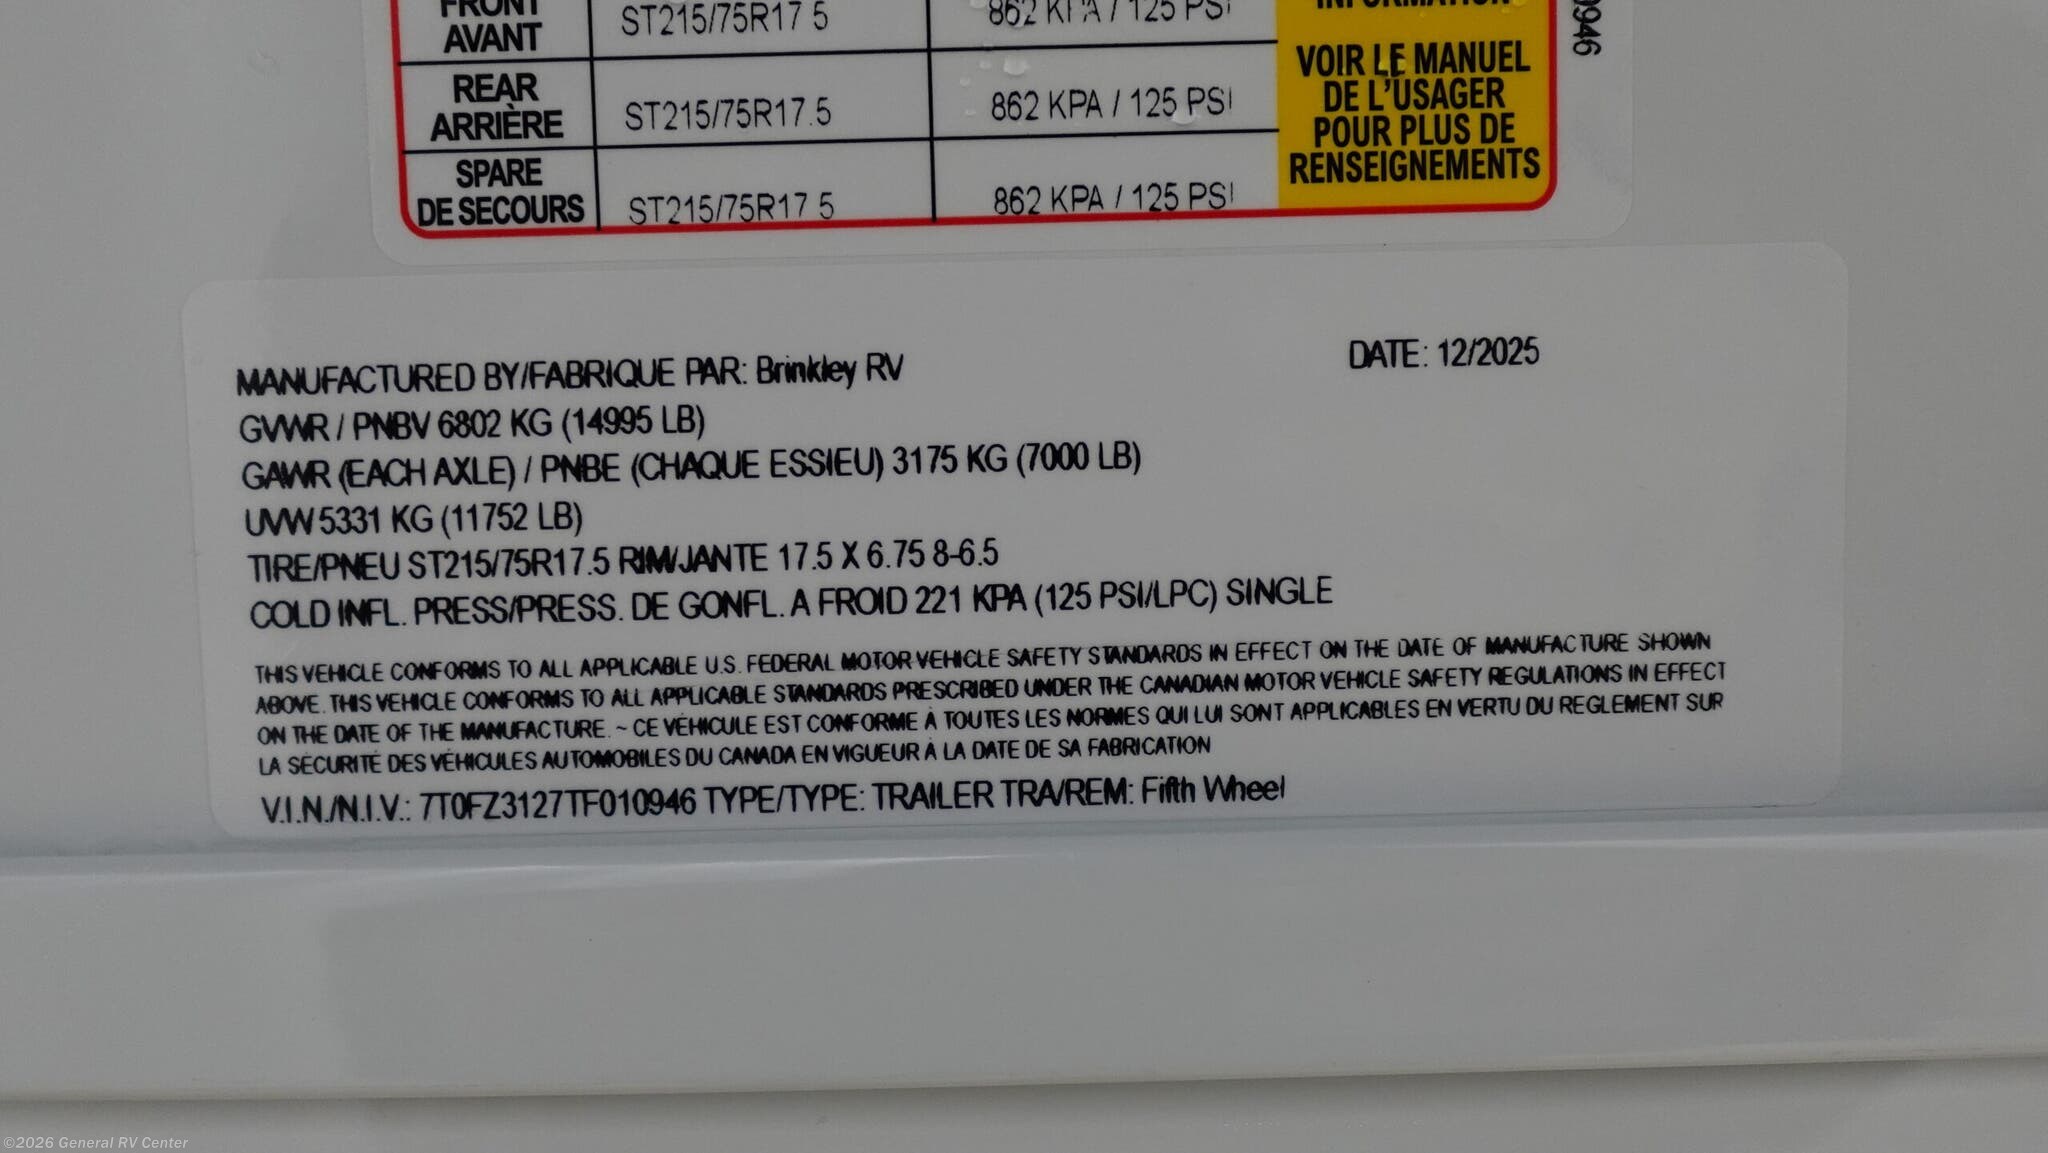 FRONT
AVANT
ST215/75R17 5
862 KPA / 125 PSI
INFORMATION
0946
VOIR LE MANUEL
DE L'USAGER
POUR PLUS DE
RENSEIGNEMENTS
REAR
ARRIÈRE
ST215/75R17.5
862 KPA / 125 PSI
SPARE
DE SECOURS
ST215/75R17 5
862 KPA / 125 PSI
MANUFACTURED BY/FABRIQUE PAR: Brinkley RV
DATE: 12/2025
GVWR / PNBV 6802 KG (14995 LB)
GAWR (EACH AXLE) / PNBE (CHAQUE ESSIEU) 3175 KG (7000 LB)
UVW 5331 KG (11752 LB)
TIRE/PNEU ST215/75R17.5 RIM/JANTE 17.5 X 6.75 8-6.5
COLD INFL. PRESS/PRESS. DE GONFL. A FROID 221 KPA (125 PSI/LPC) SINGLE
THIS VEHICLE CONFORMS TO ALL APPLICABLE U.S. FEDERAL MOTOR VEHICLE SAFETY STANDARDS IN EFFECT ON THE DATE OF MANUFACTURE SHOWN
ABOVE. THIS VEHICLE CONFORMS TO ALL APPLICABLE STANDARDS PRESCRIBED UNDER THE CANADIAN MOTOR VEHICLE SAFETY REGULATIONS IN EFFECT
ON THE DATE OF THE MANUFACTURE. ~ CE VÉHICULE EST CONFORME À TOUTES LES NORMES QUI LUI SONT APPLICABLES EN VERTU DU REGLEMENT SUR
LA SÉCURITÉ DES VÉHICULES AUTOMOBILES DU CANADA EN VIGUEUR À LA DATE DE SA FABRICATION
V.I.N./N.I.V.: 7T0FZ3127TF010946 TYPE/TYPE: TRAILER TRA/REM: Fifth Wheel
©2026 General RV Center